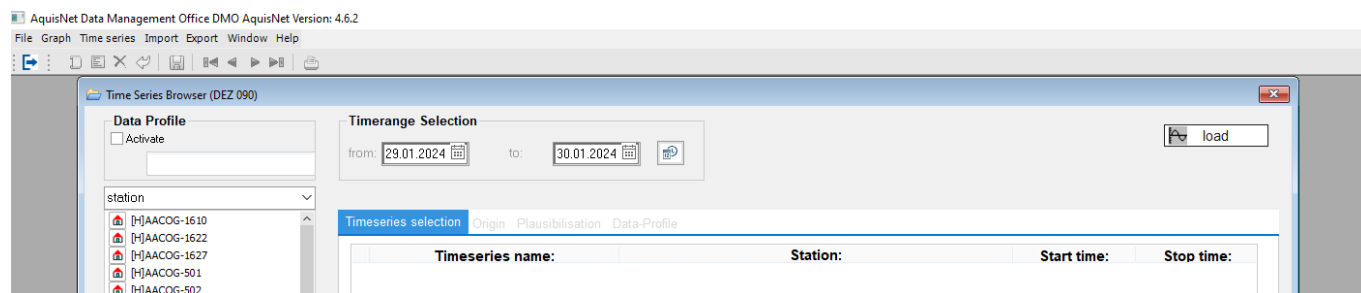 AquisNet Data Management Office DMO AquisNet Version: 4.6.2
File Graph Time series Import Export Window Help
Time Series Browser (DEZ 090)
Data Profile
Activate
Timerange Selection
from: 29.01.2024 to: 30.01.2024
load
station
[H]AACOG-1610
[H]AACOG-1622
[H]AACOG-1627
[H]AACOG-501
[H]AACOG-502
Timeseries selection Origin Plausibilisation Data-Profile
Timeseries name: Station: Start time: Stop time: